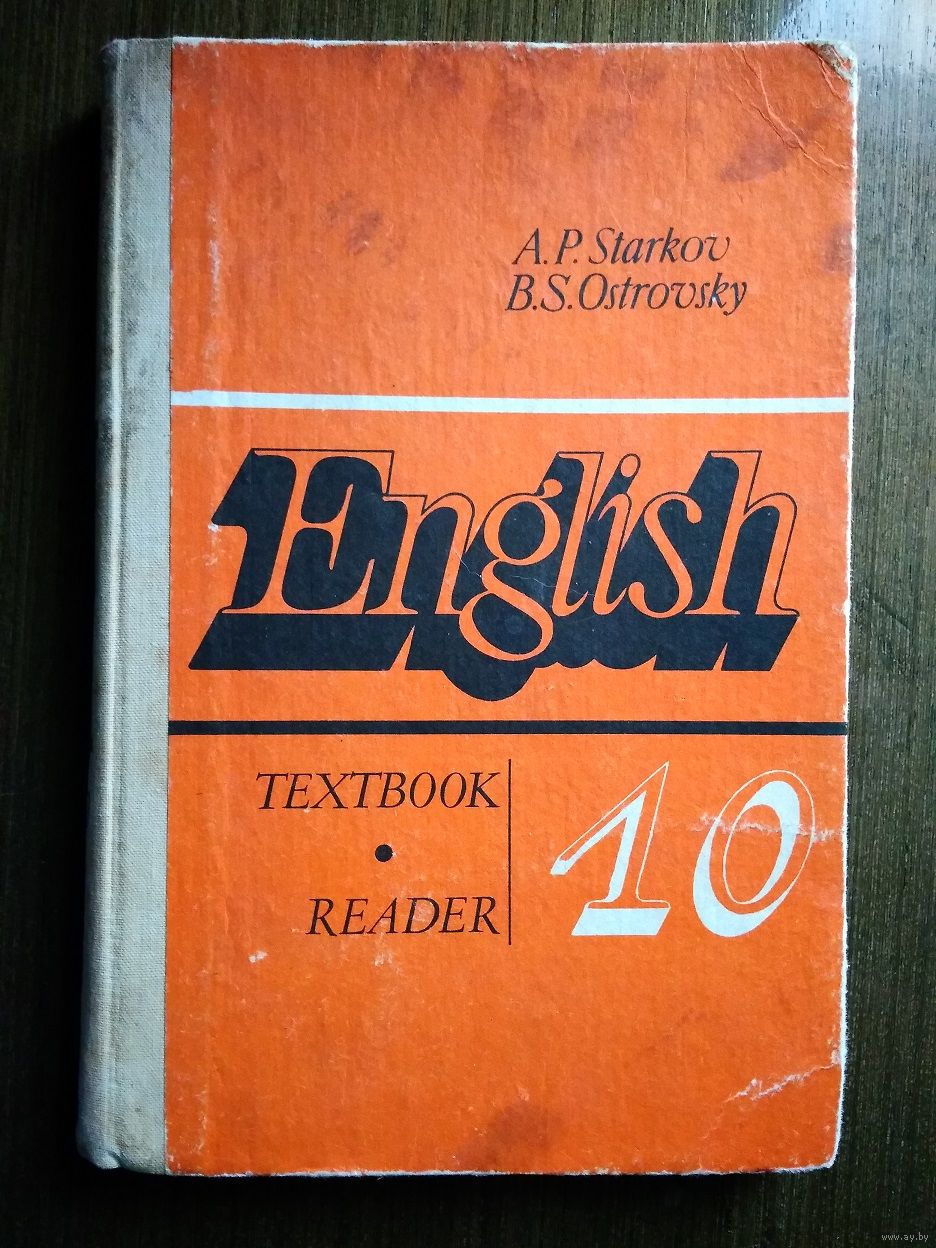 A.P. Starkov
B.S. Ostrovsky
English
TEXTBOOK
•
READER
10
www.ay.by